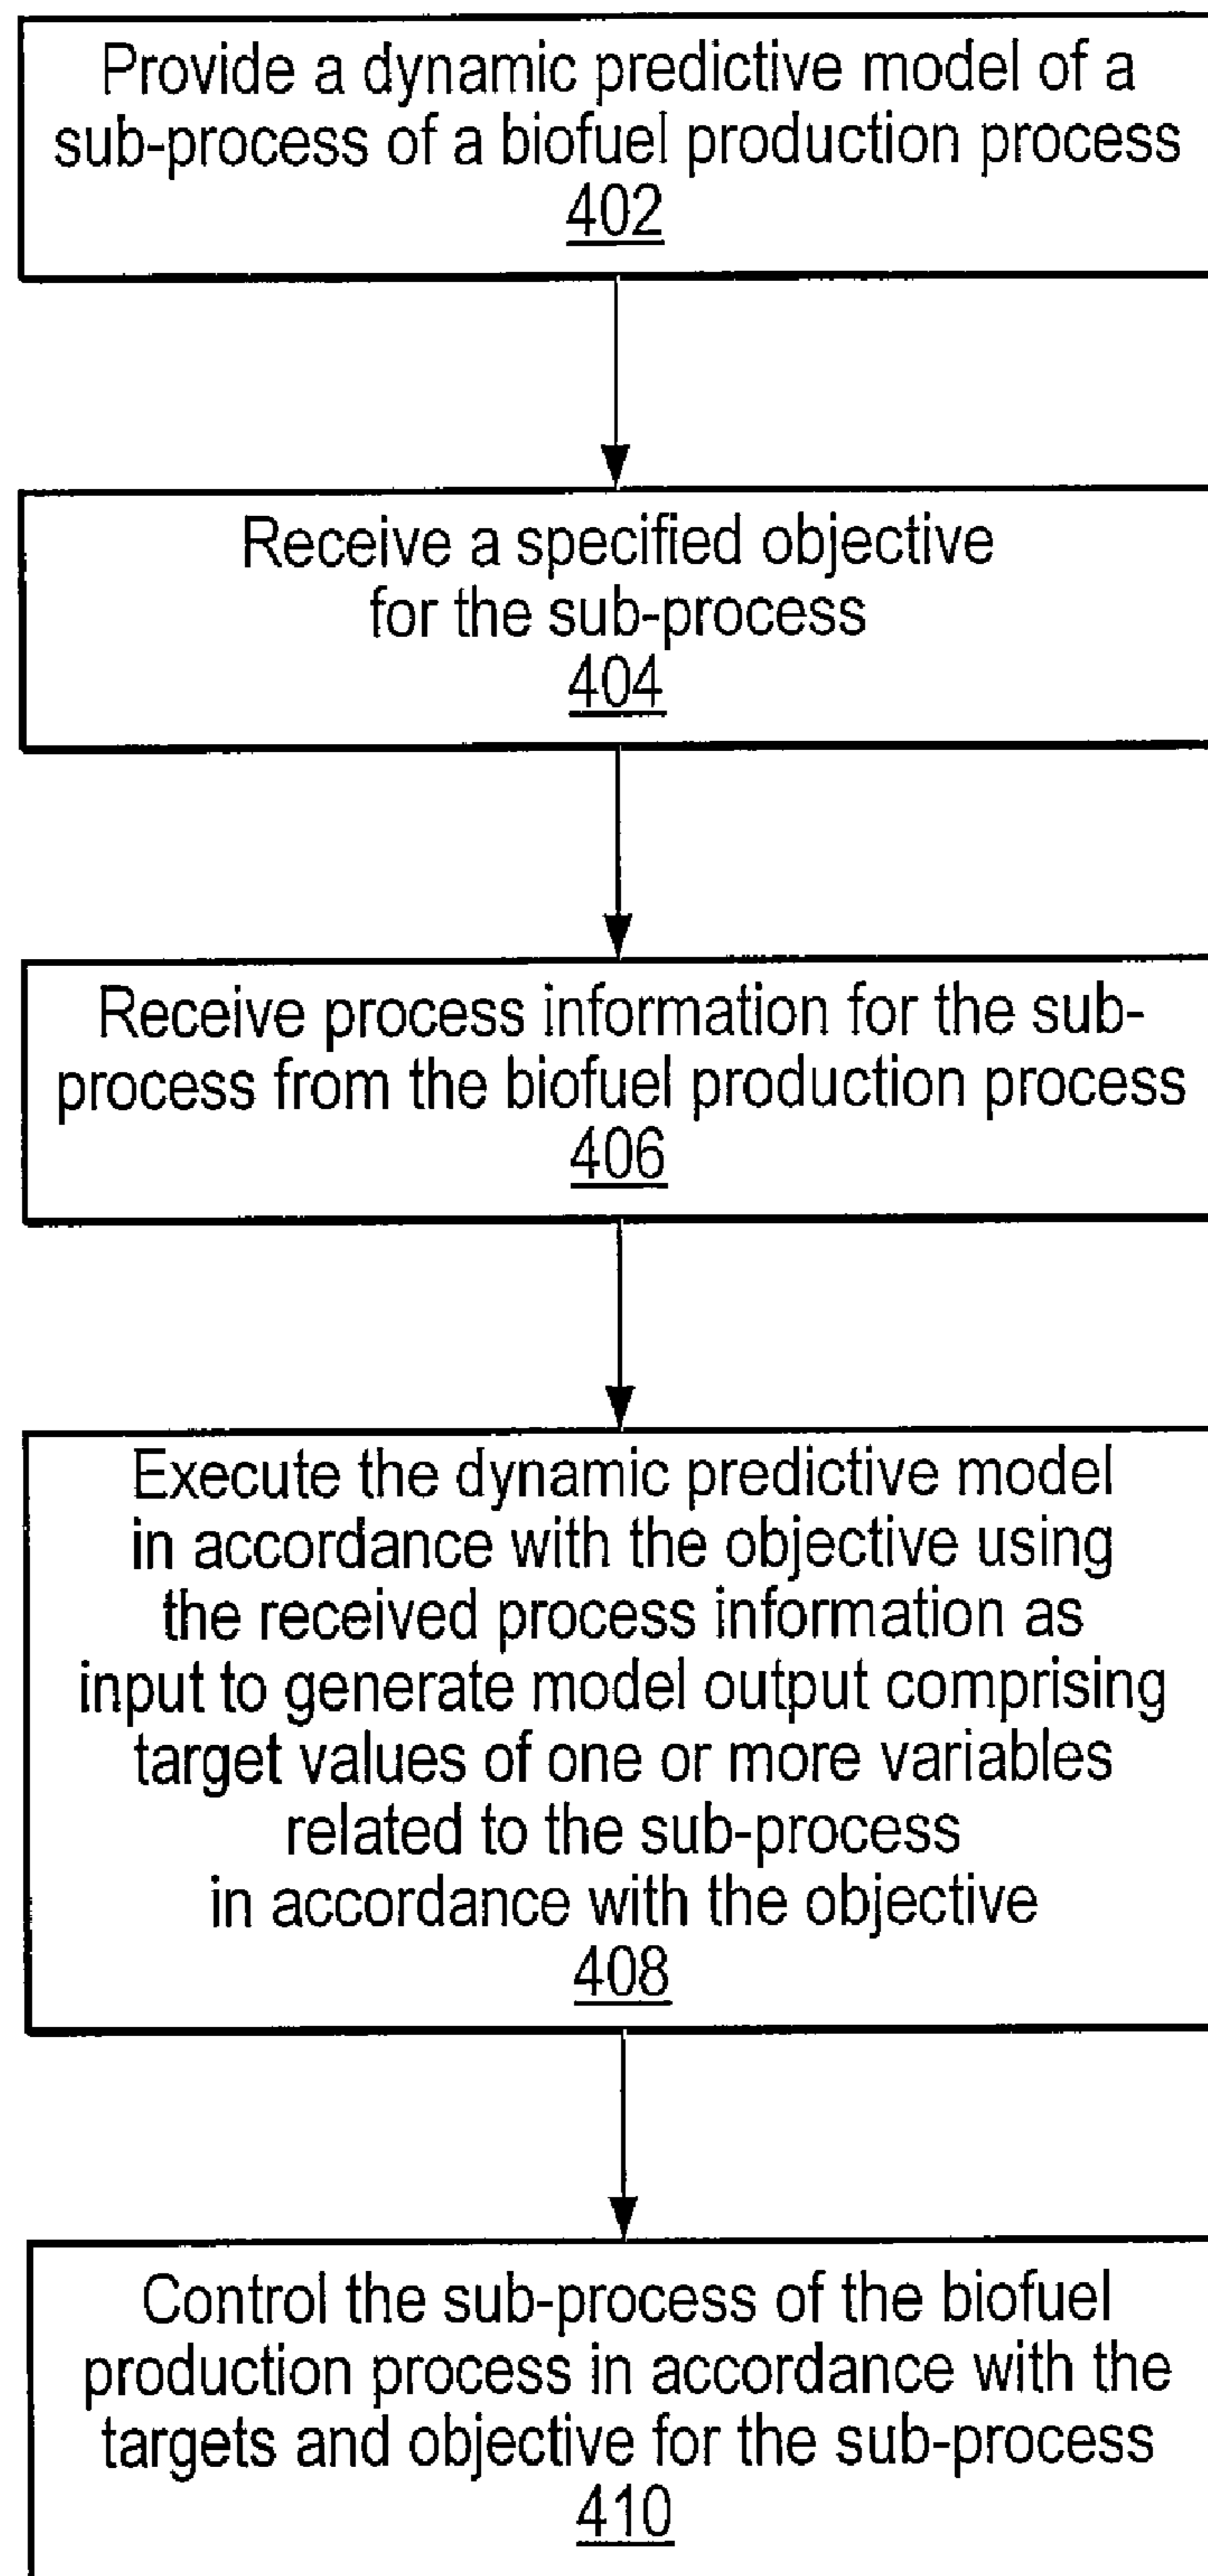 Provide a dynamic predictive model of a
sub-process of a biofuel production process
402
Receive a specified objective
for the sub-process
404
Receive process information for the sub-
process from the biofuel production process
406
Execute the dynamic predictive model
in accordance with the objective using
the received process information as
input to generate model output comprising
target values of one or more variables
related to the sub-process
in accordance with the objective
408
Control the sub-process of the biofuel
production process in accordance with the
targets and objective for the sub-process
410